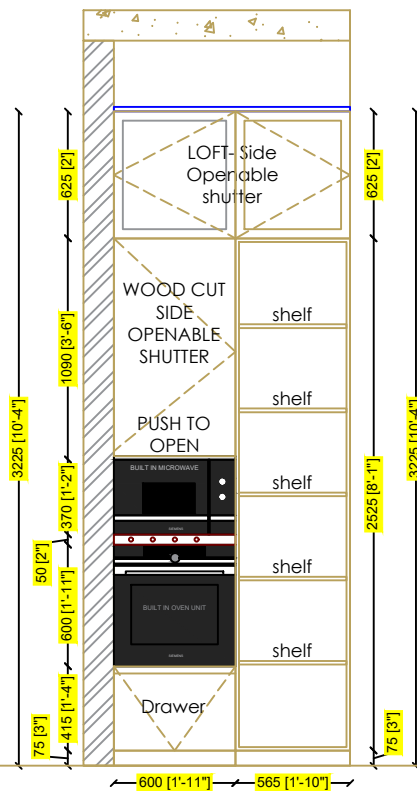 LOFT- Side
Openable
shutter
625 [2']
625 [2']
WOOD CUT
SIDE
OPENABLE
SHUTTER
PUSH TO
OPEN
1090 [3'-6"]
3225 [10'-4"]
3225 [10'-4"]
2525 [8'-1"]
shelf
shelf
shelf
shelf
shelf
BUILT IN MICROWAVE
SIEMENS
370 [1'-2"]
50 [2"]
BUILT IN OVEN UNIT
SIEMENS
600 [1'-11"]
Drawer
415 [1'-4"]
75 [3"]
75 [3"]
600 [1'-11"]
565 [1'-10"]